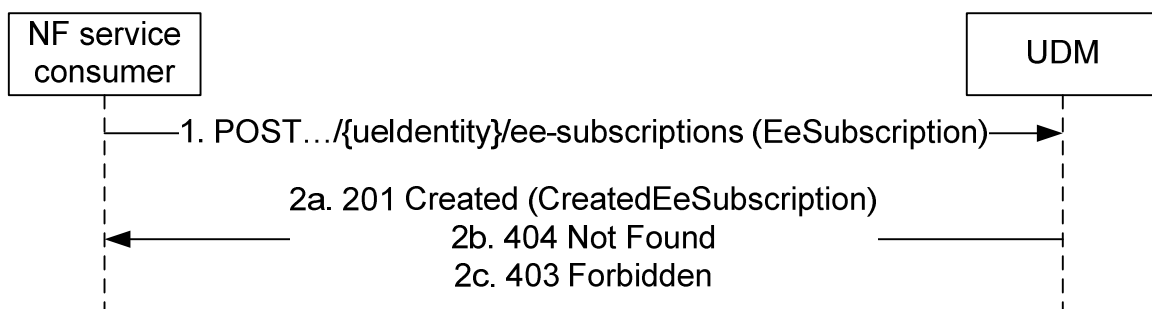 NF service
consumer
UDM
1. POST…/{ueIdentity}/ee-subscriptions (EeSubscription)
2a. 201 Created (CreatedEeSubscription)
2b. 404 Not Found
2c. 403 Forbidden